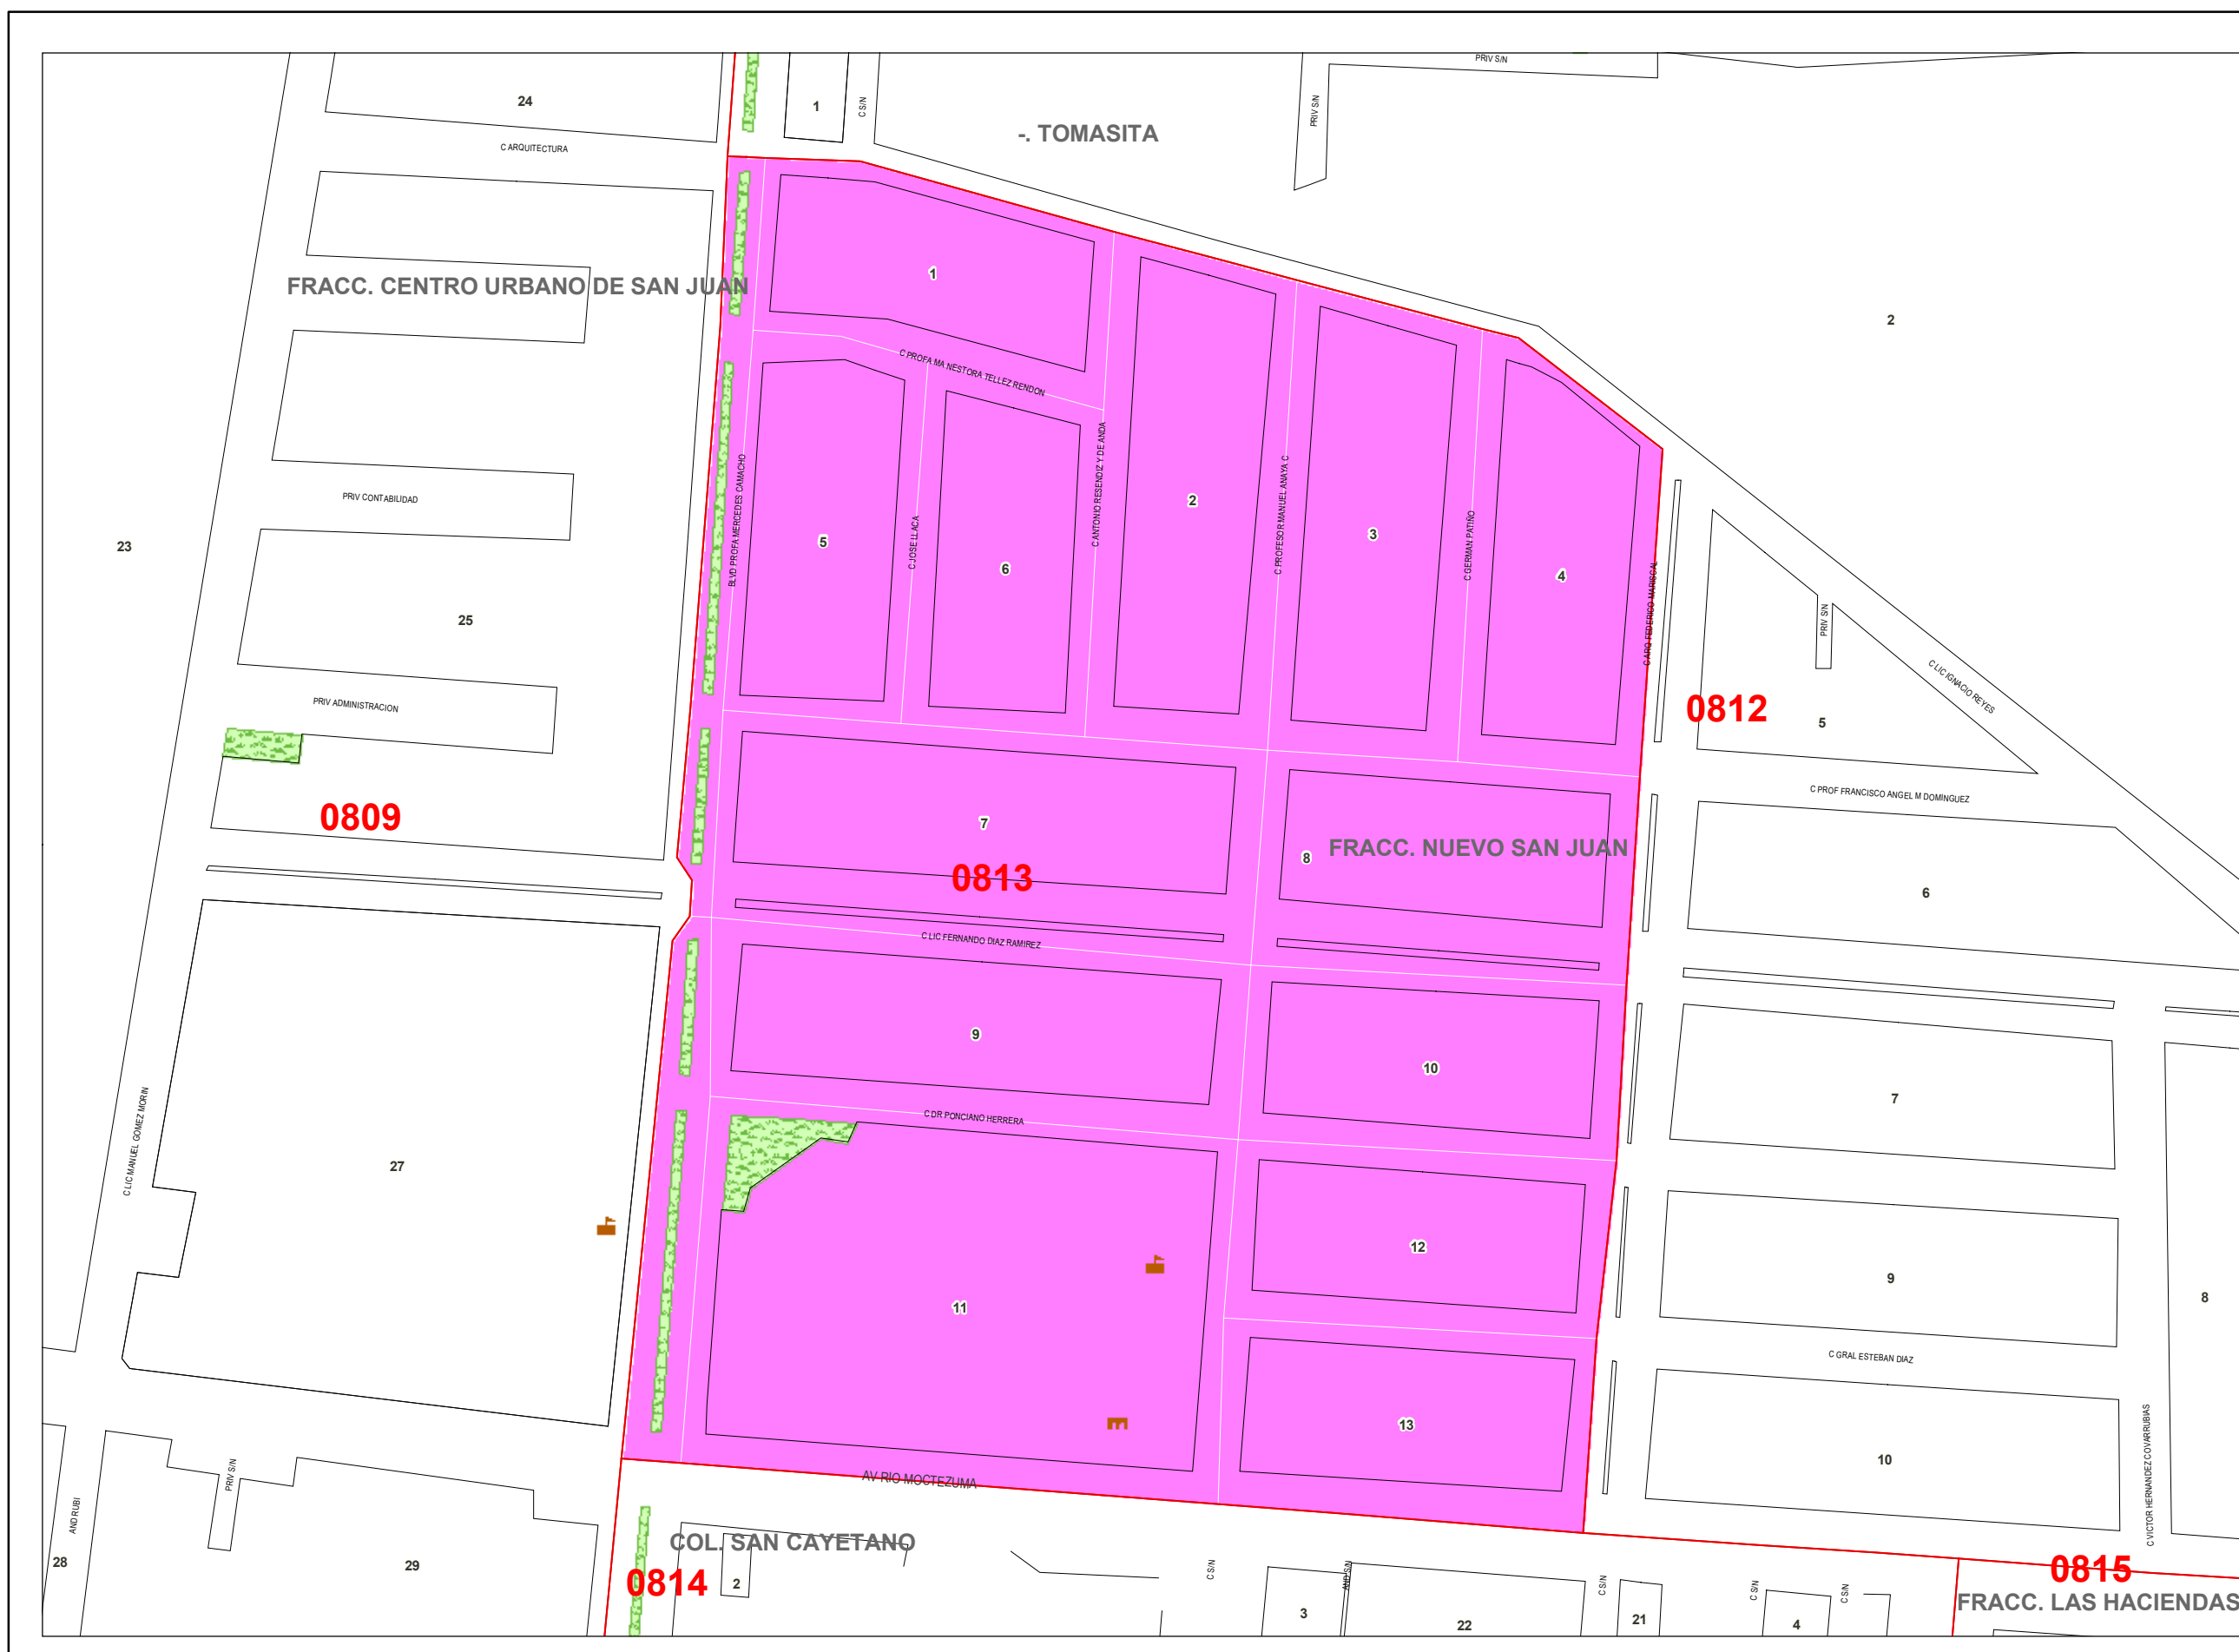 PRIV S/N
24
1
C S/N
PRIV S/N
-. TOMASITA
C ARQUITECTURA
1
FRACC. CENTRO URBANO DE SAN JUAN
2
C PROFA MA NESTORA TELLEZ RENDON
BLVD PROFA MERCEDES CAMACHO
C JOSE LLACA
C ANTONIO RESENDIZ Y DE ANDA
C PROFESOR MANUEL ANAYA C
C GERMAN PATIÑO
C ARQ FEDERICO MARISCAL
PRIV CONTABILIDAD
2
3
23
5
6
4
25
PRIV S/N
C LIC IGNACIO REYES
PRIV ADMINISTRACION
0812
5
C PROF FRANCISCO ANGEL M DOMINGUEZ
0809
7
FRACC. NUEVO SAN JUAN
8
0813
6
C LIC FERNANDO DIAZ RAMIREZ
9
10
7
C DR PONCIANO HERRERA
C LIC MANUEL GOMEZ MORIN
27
12
9
8
11
C GRAL ESTEBAN DIAZ
13
10
C VICTOR HERNANDEZ COVARRUBIAS
AV RIO MOCTEZUMA
PRIV S/N
AND RUBI
COL. SAN CAYETANO
28
29
0814
2
C S/N
AND S/N
C S/N
C S/N
C S/N
0815
FRACC. LAS HACIENDAS
3
22
21
4